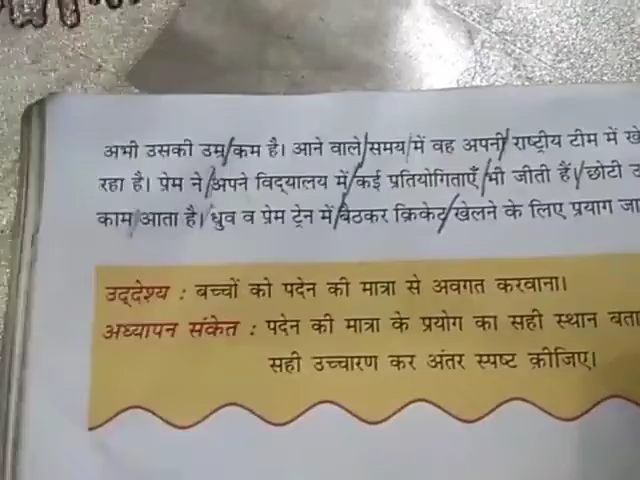 अभी उसकी उम्र कम है। आने वाले समय में वह अपनी राष्ट्रीय टीम में
रहा है। प्रेम ने अपने विद्यालय में कई प्रतियोगिताएँ भी जीती हैं। छोटी
काम आता है। ध्रुव व प्रेम ट्रेन में बैठकर क्रिकेट खेलने के लिए प्रयाग
उद्देश्य : बच्चों को पदेन की मात्रा से अवगत करवाना।
अध्यापन संकेत : पदेन की मात्रा के प्रयोग का सही स्थान
सही उच्चारण कर अंतर स्पष्ट कीजिए।